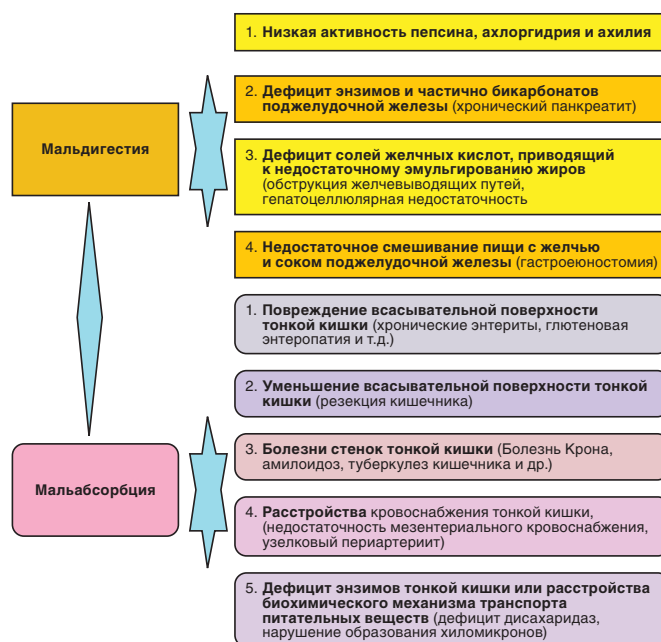 1. Низкая активность пепсина, ахлоргидрия и ахилия
2. Дефицит энзимов и частично бикарбонатов
поджелудочной железы (хронический панкреатит)
Мальдигестия
3. Дефицит солей желчных кислот, приводящий
к недостаточному эмульгированию жиров
(обструкция желчевыводящих путей,
гепатоцеллюлярная недостаточность
4. Недостаточное смешивание пищи с желчью
и соком поджелудочной железы (гастроеюностомия)
1. Повреждение всасывательной поверхности
тонкой кишки (хронические энтериты, глютеновая
энтеропатия и т.д.)
2. Уменьшение всасывательной поверхности тонкой
кишки (резекция кишечника)
Мальабсорбция
3. Болезни стенок тонкой кишки (Болезнь Крона,
амилоидоз, туберкулез кишечника и др.)
4. Расстройства кровоснабжения тонкой кишки,
(недостаточность мезентериального кровоснабжения,
узелковый периартериит)
5. Дефицит энзимов тонкой кишки или расстройства
биохимического механизма транспорта
питательных веществ (дефицит дисахаридаз,
нарушение образования хиломикронов)